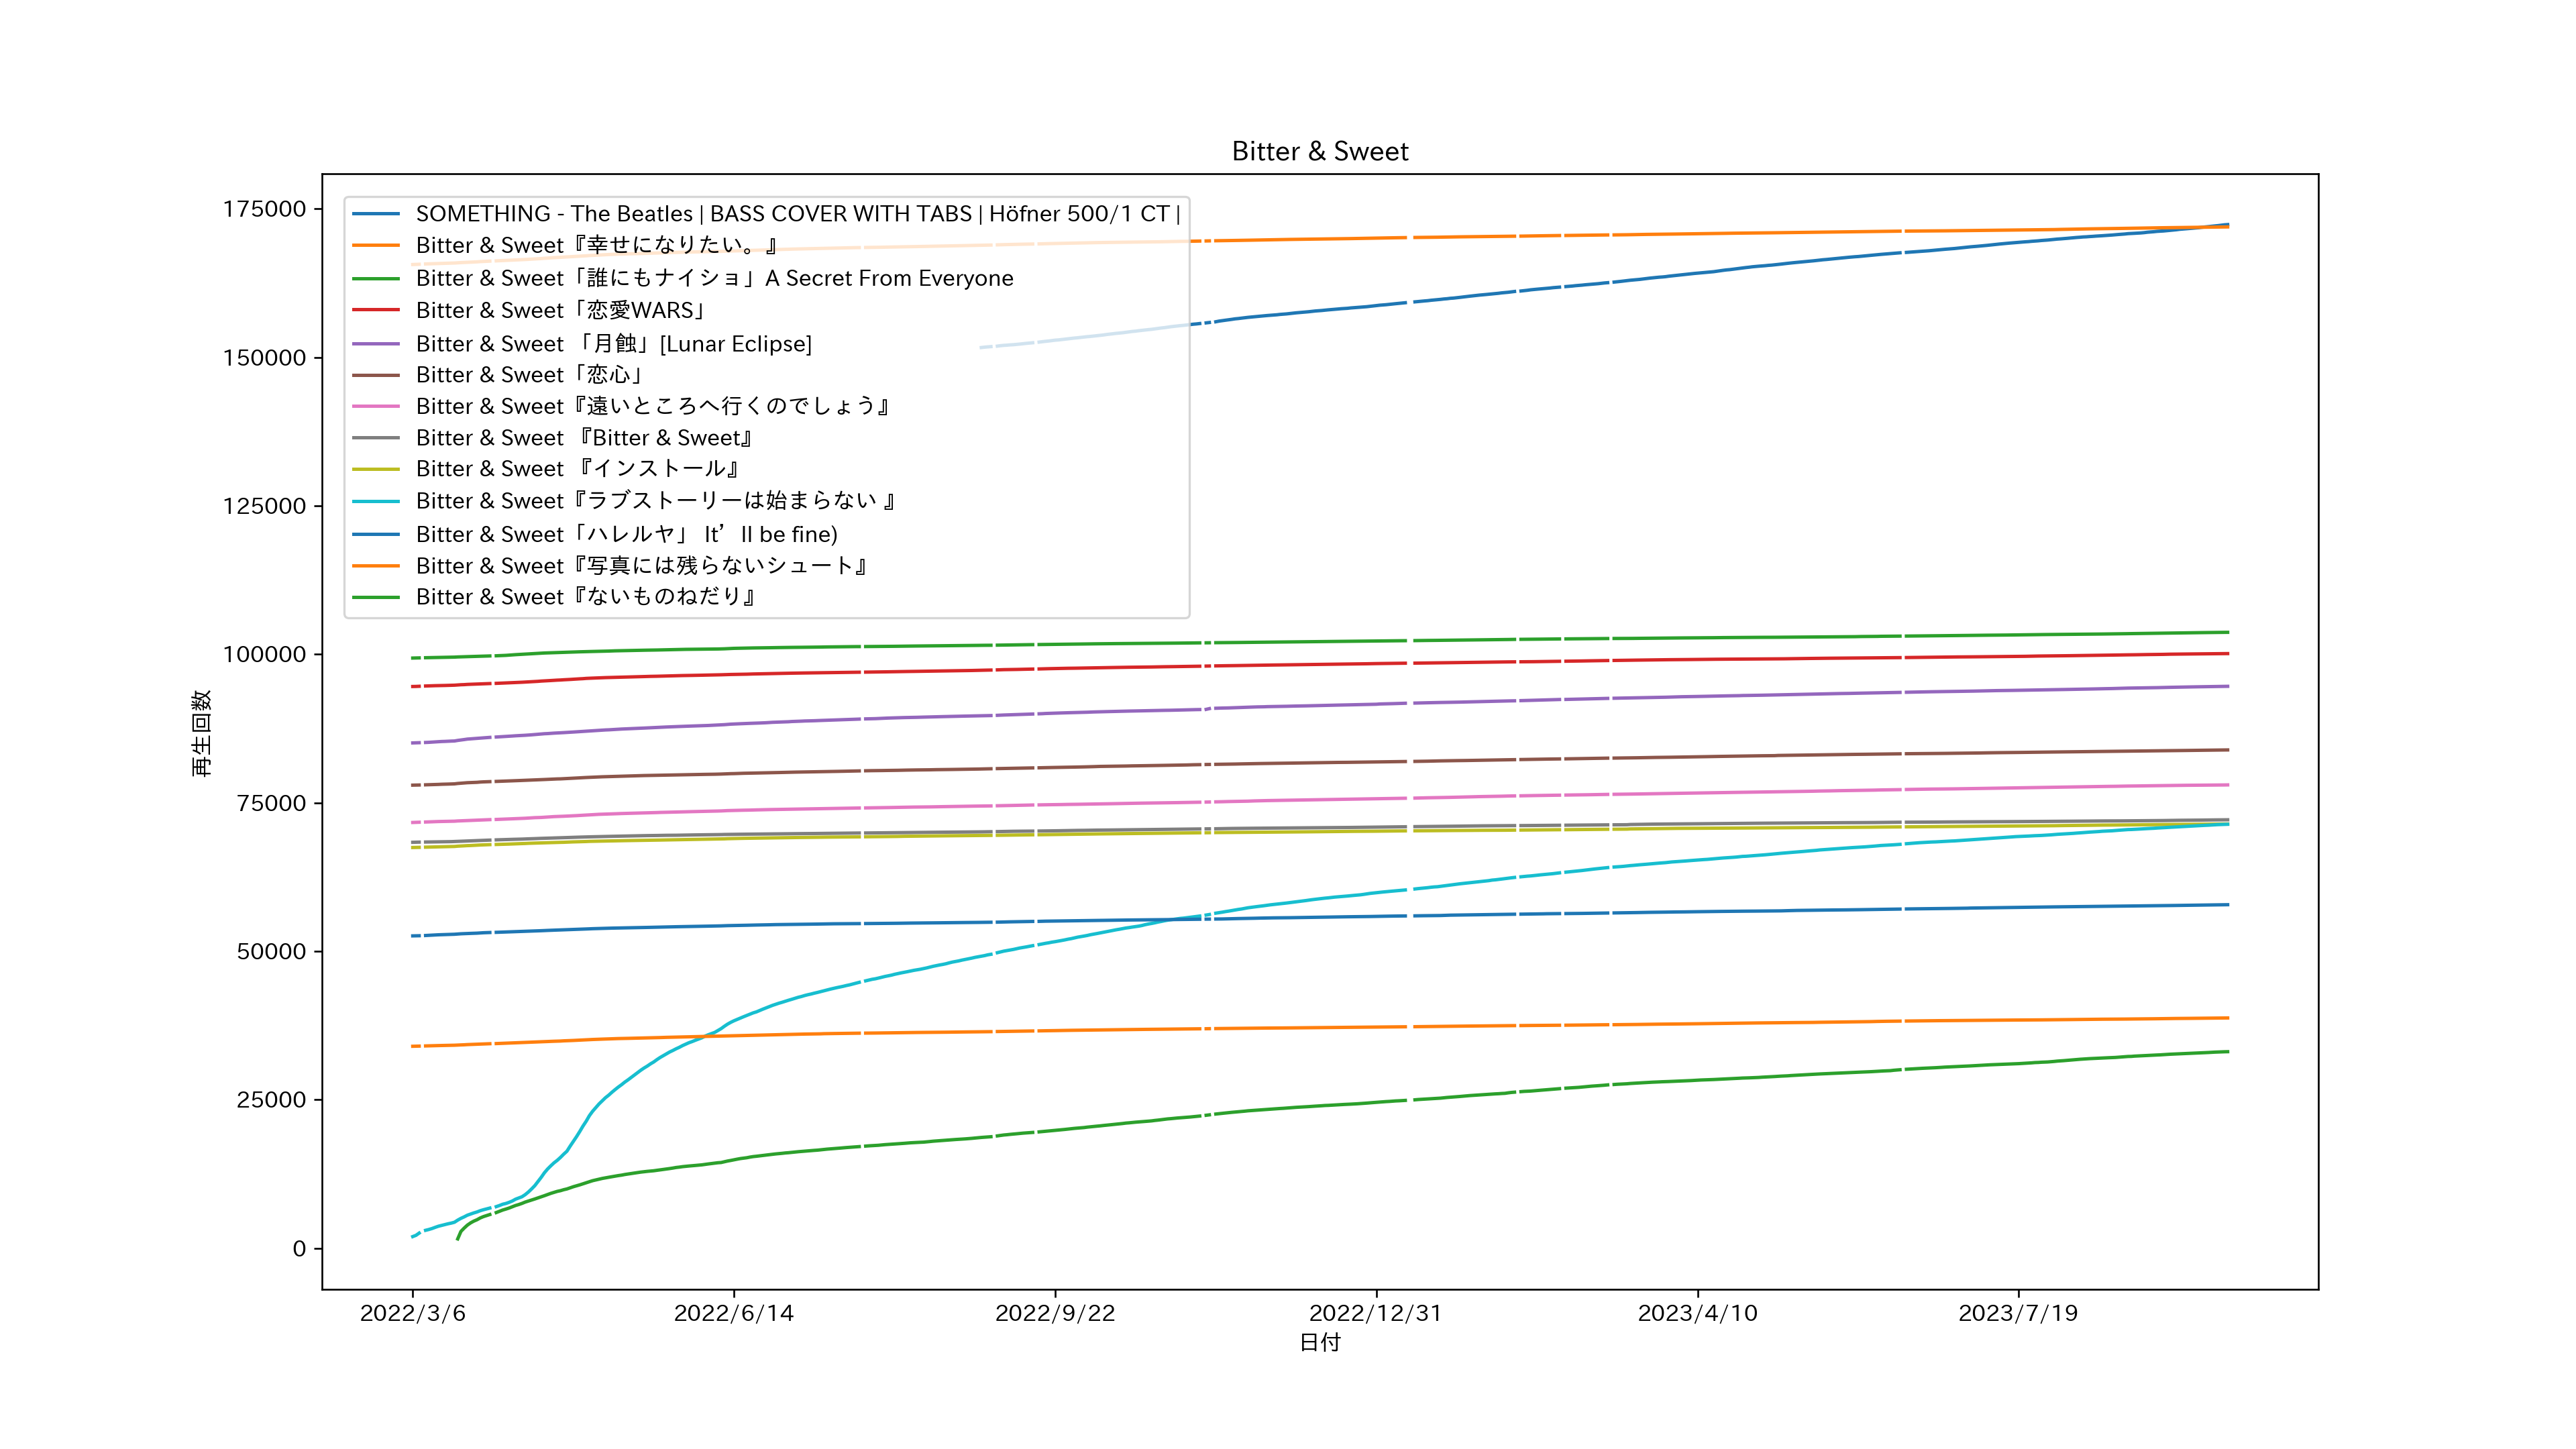 Bitter & Sweet
175000
150000
125000
100000
75000
50000
25000
0
再生回数
SOMETHING - The Beatles | BASS COVER WITH TABS | Höfner 500/1 CT |
Bitter & Sweet『幸せになりたい。』
Bitter & Sweet「誰にもナイショ」A Secret From Everyone
Bitter & Sweet「恋愛WARS」
Bitter & Sweet 「月蝕」[Lunar Eclipse]
Bitter & Sweet「恋心」
Bitter & Sweet『遠いところへ行くのでしょう』
Bitter & Sweet 『Bitter & Sweet』
Bitter & Sweet 『インストール』
Bitter & Sweet『ラブストーリーは始まらない 』
Bitter & Sweet「ハレルヤ」 It’ll be fine)
Bitter & Sweet『写真には残らないシュート』
Bitter & Sweet『ないものねだり』
2022/3/6 2022/6/14 2022/9/22 2022/12/31 2023/4/10 2023/7/19
日付